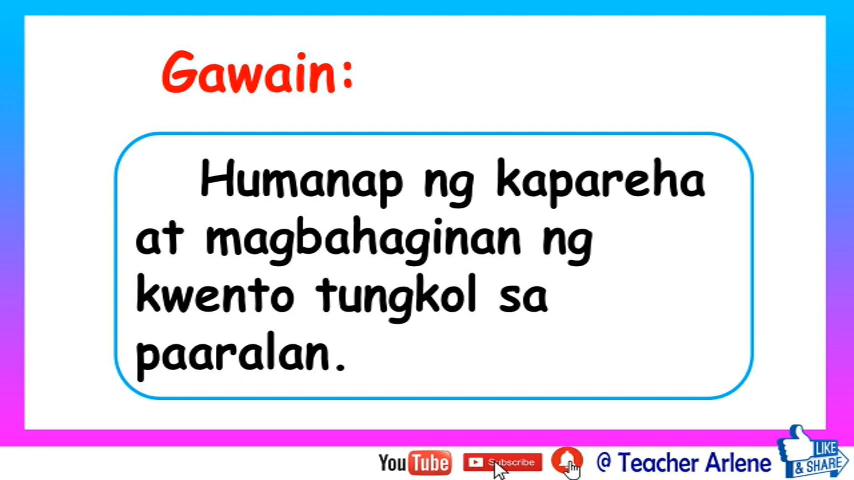 Gawain:
Humanap ng kapareha
at magbahaginan ng
kwento tungkol sa
paaralan.
YouTube Subscribe @ Teacher Arlene LIKE
& SHARE